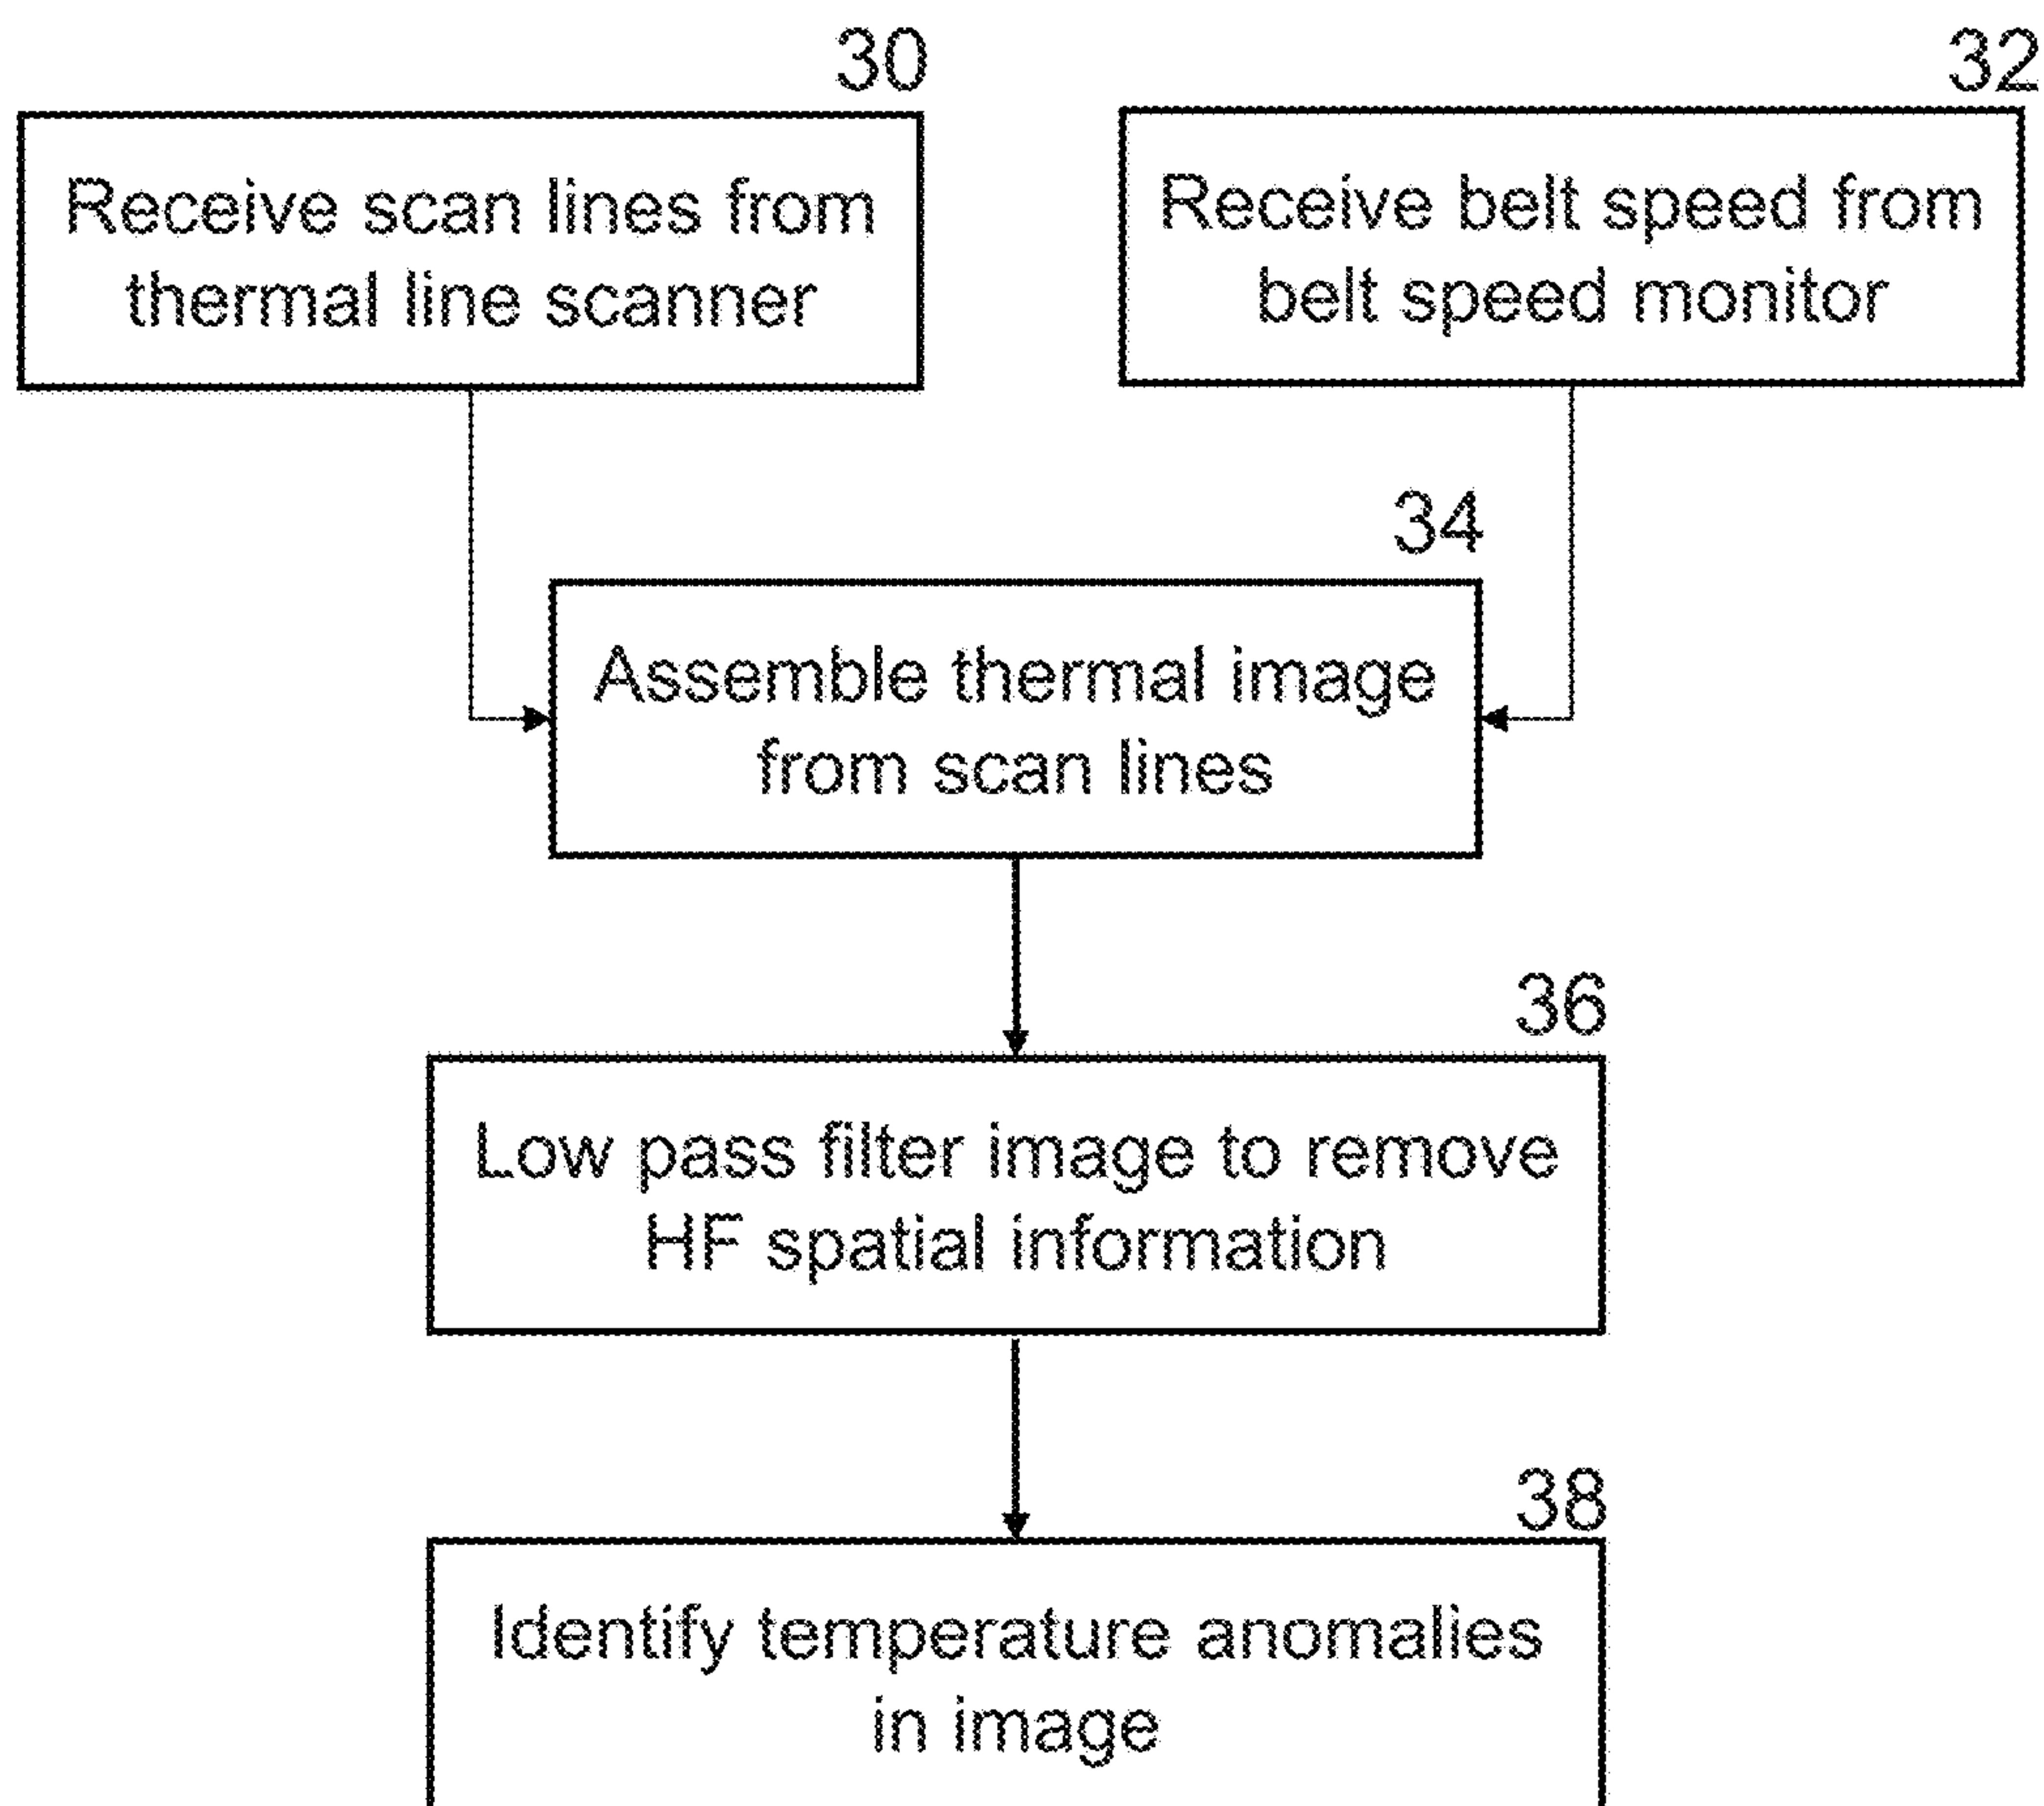 30
Receive scan lines from
thermal line scanner
32
Receive belt speed from
belt speed monitor
34
Assemble thermal image
from scan lines
36
Low pass filter image to remove
HF spatial information
38
Identify temperature anomalies
in image